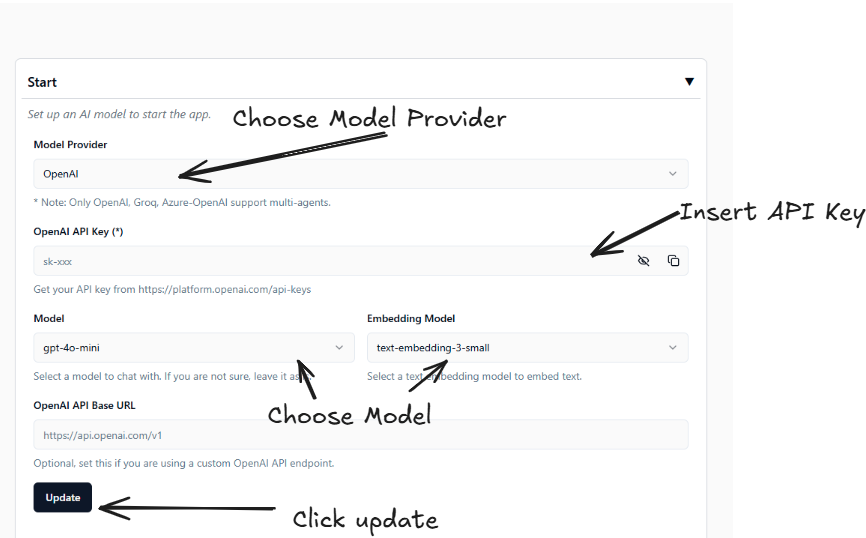 Start
Set up an AI model to start the app.
Choose Model Provider
Model Provider
OpenAI
* Note: Only OpenAI, Groq, Azure-OpenAI support multi-agents.
Insert API Key
OpenAI API Key (*)
sk-xxx
Get your API key from https://platform.openai.com/api-keys
Model
Embedding Model
gpt-4o-mini
text-embedding-3-small
Select a model to chat with. If you are not sure, leave it as
Select a text embedding model to embed text.
Choose Model
OpenAI API Base URL
https://api.openai.com/v1
Optional, set this if you are using a custom OpenAI API endpoint.
Update
Click update